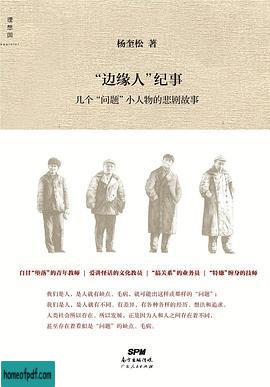 理想国
imaginist
杨奎松 著
“边缘人”纪事
几个“问题”小人物的悲剧故事
自甘“堕落”的青年教师 | 爱讲怪话的文化教员 | “搞关系”的业务员 | “特嫌”缠身的技师
我们是人，是人就有缺点、毛病，就可能出这样或那样的“问题”；
我们是人，是人就有不同、有差异，有各种各样的经历、想法和追求。
人类社会所以存在、所以发展，正是因为人和人之间存在着不同，
甚至存在着看似是“问题”的缺点、毛病。
SPM
南方出版传媒
广东人民出版社
homeofpdf.com